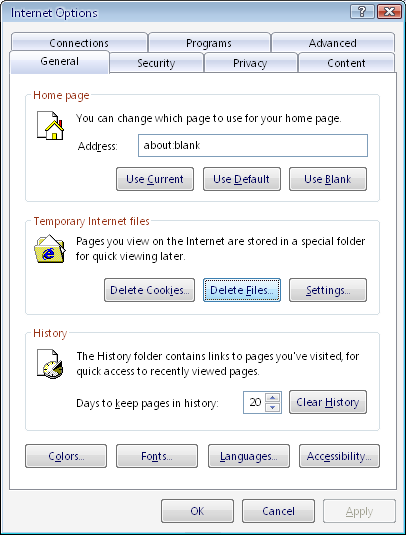 Internet Options
Connections Programs Advanced
General Security Privacy Content
Home page
You can change which page to use for your home page.
Address: about:blank
Use Current Use Default Use Blank
Temporary Internet files
Pages you view on the Internet are stored in a special folder
for quick viewing later.
Delete Cookies... Delete Files... Settings...
History
The History folder contains links to pages you've visited, for
quick access to recently viewed pages.
Days to keep pages in history: 20 Clear History
Colors... Fonts... Languages... Accessibility...
OK Cancel Apply